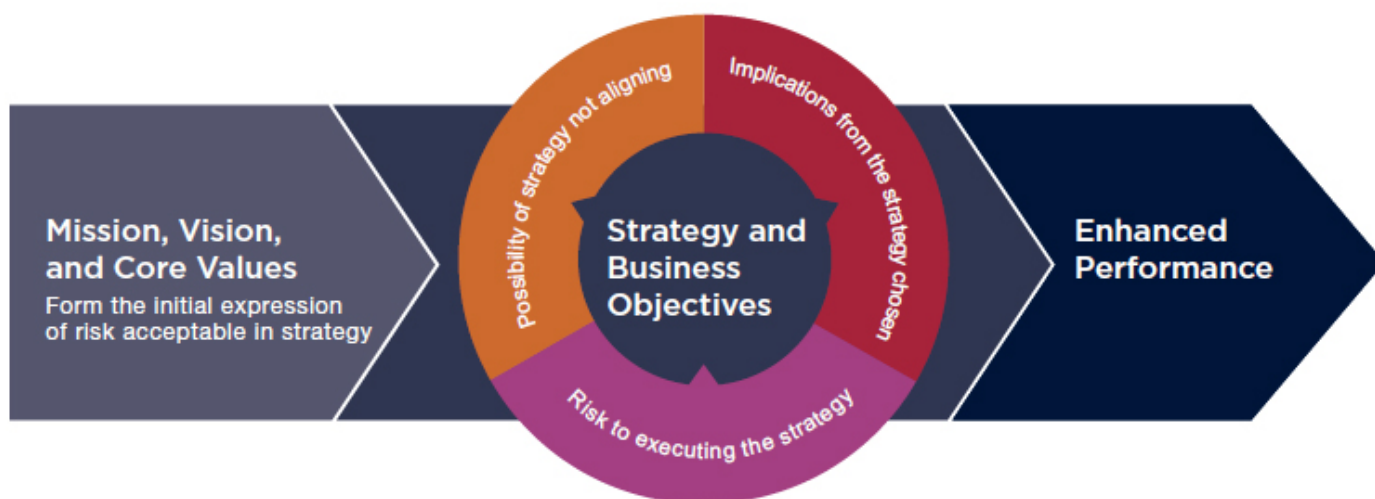 Mission, Vision,
and Core Values
Form the initial expression
of risk acceptable in strategy
Possibility of strategy not aligning
Implications from the strategy chosen
Strategy and
Business
Objectives
Risk to executing the strategy
Enhanced
Performance